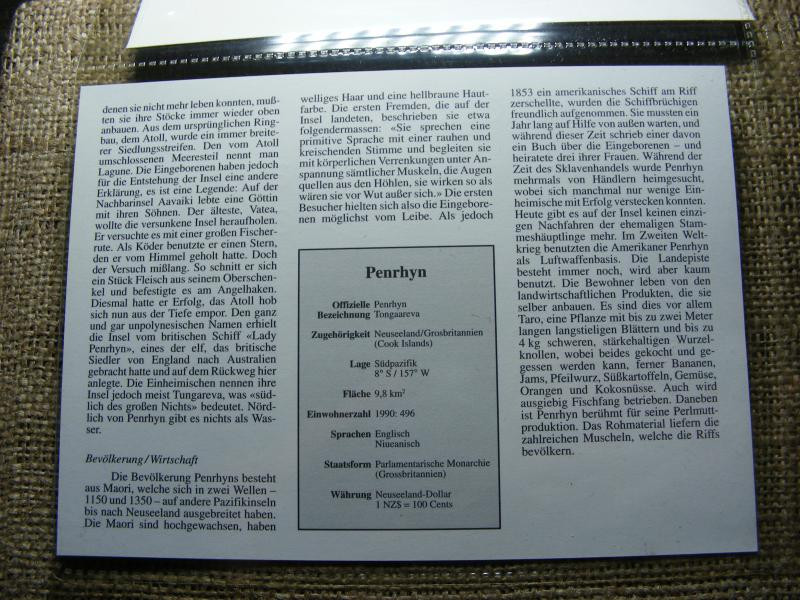 denen sie nicht mehr leben konnten, muß-
ten sie ihre Stöcke immer wieder oben
anbauen. Aus dem ursprünglichen Ring-
bau, dem Atoll, wurde ein immer breite-
rer Siedlungsstreifen. Den vom Atoll
umschlossenen Meeresteil nennt man
Lagune. Die Eingeborenen haben jedoch
für die Entstehung der Insel eine andere
Erklärung, es ist eine Legende: Auf der
Nachbarinsel Aavaiki lebte eine Göttin
mit ihren Söhnen. Der älteste, Vatea,
wollte die versunkene Insel heraufholen.
Er versuchte es mit einer großen Fischer-
rute. Als Köder benutzte er einen Stern,
den er vom Himmel geholt hatte. Doch
der Versuch mißlang. So schnitt er sich
ein Stück Fleisch aus seinem Oberschen-
kel und befestigte es am Angelhaken.
Diesmal hatte er Erfolg, das Atoll hob
sich nun aus der Tiefe empor. Den ganz
und gar unpolynesischen Namen erhielt
die Insel vom britischen Schiff «Lady
Penrhyn», eines der elf, das britische
Siedler von England nach Australien
gebracht hatte und auf dem Rückweg hier
anlegte. Die Einheimischen nennen ihre
Insel jedoch meist Tungareva, was «süd-
lich des großen Nichts» bedeutet. Nörd-
lich von Penrhyn gibt es nichts als Was-
ser.
Bevölkerung/Wirtschaft
Die Bevölkerung Penrhyns besteht
aus Maori, welche sich in zwei Wellen –
1150 und 1350 – auf andere Pazifikinseln
bis nach Neuseeland ausgebreitet haben.
Die Maori sind hochgewachsen, haben
welliges Haar und eine hellbraune Haut-
farbe. Die ersten Fremden, die auf der
Insel landeten, beschrieben sie etwa
folgendermassen: «Sie sprechen eine
primitive Sprache mit einer rauhen und
kreischenden Stimme und begleiten sie
mit körperlichen Verrenkungen unter An-
spannung sämtlicher Muskeln, die Augen
quellen aus den Höhlen, sie wirken so als
wären sie vor Wut außer sich.» Die ersten
Besucher hielten sich also die Eingebore-
nen möglichst vom Leibe. Als jedoch
Penrhyn
Offizielle Penrhyn
Bezeichnung Tongaareva
Zugehörigkeit Neuseeland/Grosbritannien
(Cook Islands)
Lage Südpazifik
8° S / 157° W
Fläche 9,8 km²
Einwohnerzahl 1990: 496
Sprachen Englisch
Niueanisch
Staatsform Parlamentarische Monarchie
(Grossbritannien)
Währung Neuseeland-Dollar
1 NZ$ = 100 Cents
1853 ein amerikanisches Schiff am Riff
zerschellte, wurden die Schiffbrüchigen
freundlich aufgenommen. Sie mussten ein
Jahr lang auf Hilfe von außen warten, und
während dieser Zeit schrieb einer davon
ein Buch über die Eingeborenen – und
heiratete drei ihrer Frauen. Während der
Zeit des Sklavenhandels wurde Penrhyn
mehrmals von Händlern heimgesucht,
wobei sich manchmal nur wenige Ein-
heimische mit Erfolg verstecken konnten.
Heute gibt es auf der Insel keinen einzi-
gen Nachfahren der ehemaligen Stam-
meshäuptlinge mehr. Im Zweiten Welt-
krieg benutzten die Amerikaner Penrhyn
als Luftwaffenbasis. Die Landepiste
besteht immer noch, wird aber kaum
benutzt. Die Bewohner leben von den
landwirtschaftlichen Produkten, die sie
selber anbauen. Es sind dies vor allem
Taro, eine Pflanze mit bis zu zwei Meter
langen langstieligen Blättern und bis zu
4 kg schweren, stärkehaltigen Wurzel-
knollen, wobei beides gekocht und ge-
gessen werden kann, ferner Bananen,
Jams, Pfeilwurz, Süßkartoffeln, Gemüse,
Orangen und Kokosnüsse. Auch wird
ausgiebig Fischfang betrieben. Daneben
ist Penrhyn berühmt für seine Perlmutt-
produktion. Das Rohmaterial liefern die
zahlreichen Muscheln, welche die Riffs
bevölkern.